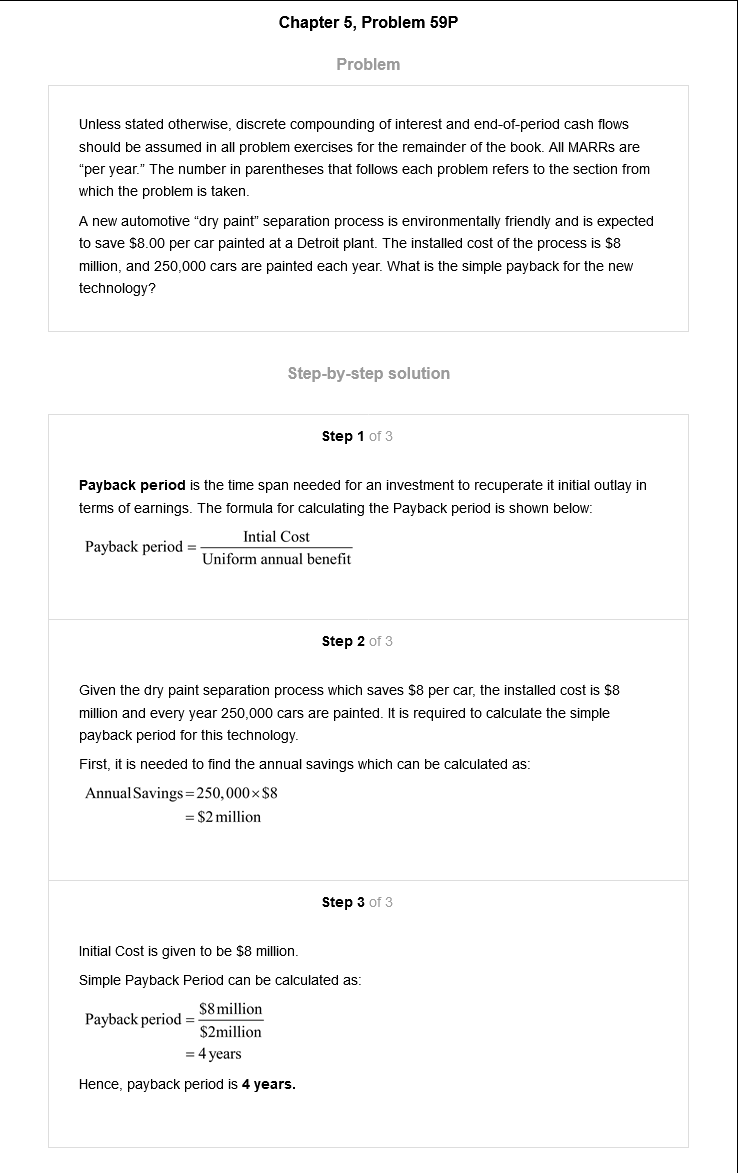 Chapter 5, Problem 59P
Problem
Unless stated otherwise, discrete compounding of interest and end-of-period cash flows
should be assumed in all problem exercises for the remainder of the book. All MARRs are
“per year.” The number in parentheses that follows each problem refers to the section from
which the problem is taken.
A new automotive “dry paint” separation process is environmentally friendly and is expected
to save $8.00 per car painted at a Detroit plant. The installed cost of the process is $8
million, and 250,000 cars are painted each year. What is the simple payback for the new
technology?
Step-by-step solution
Step 1 of 3
Payback period is the time span needed for an investment to recuperate it initial outlay in
terms of earnings. The formula for calculating the Payback period is shown below:
Payback period = Intial Cost
Uniform annual benefit
Step 2 of 3
Given the dry paint separation process which saves $8 per car, the installed cost is $8
million and every year 250,000 cars are painted. It is required to calculate the simple
payback period for this technology.
First, it is needed to find the annual savings which can be calculated as:
Annual Savings = 250,000 × $8
= $2 million
Step 3 of 3
Initial Cost is given to be $8 million.
Simple Payback Period can be calculated as:
Payback period = $8 million
$2 million
= 4 years
Hence, payback period is 4 years.